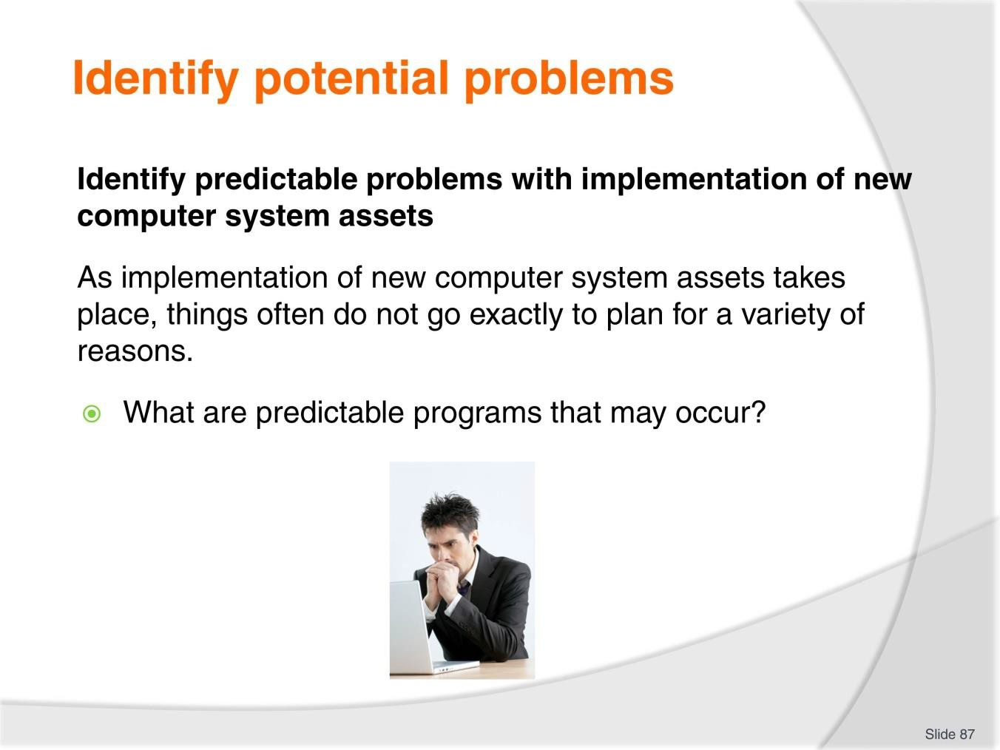 Identify potential problems
Identify predictable problems with implementation of new
computer system assets
As implementation of new computer system assets takes
place, things often do not go exactly to plan for a variety of
reasons.
What are predictable programs that may occur?
Slide 87